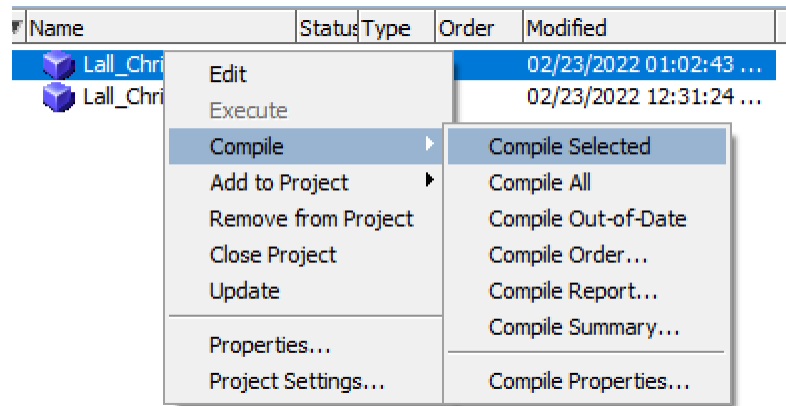 Name Status Type Order Modified
Lall_Chri 02/23/2022 01:02:43 ...
Lall_Chri 02/23/2022 12:31:24 ...
Edit
Execute
Compile
Add to Project
Remove from Project
Close Project
Update
Properties...
Project Settings...
Compile Selected
Compile All
Compile Out-of-Date
Compile Order...
Compile Report...
Compile Summary...
Compile Properties...